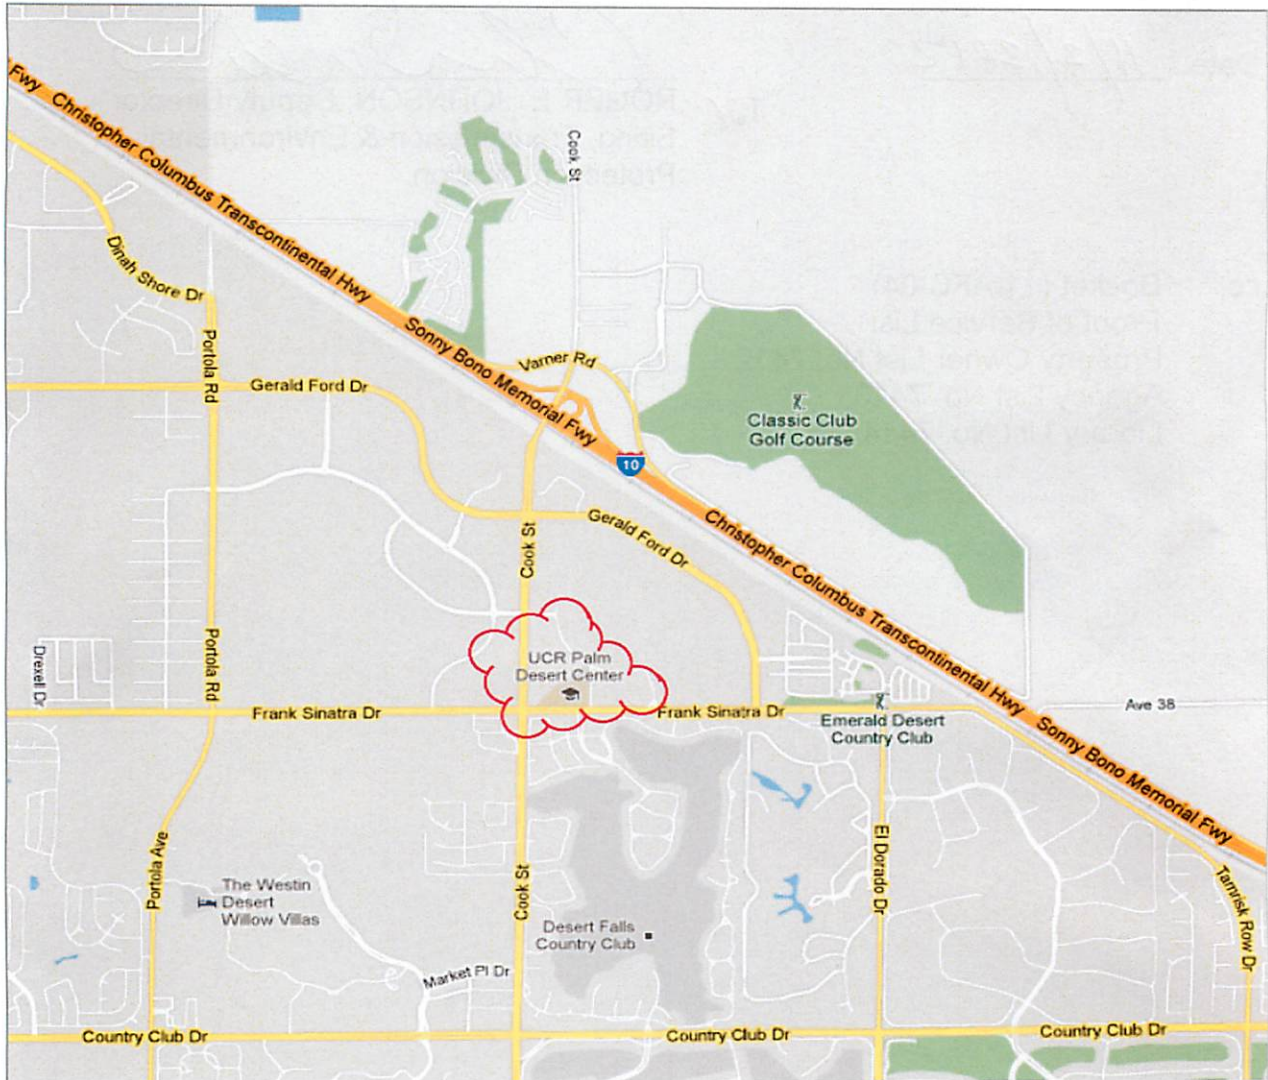 Fwy
Christopher Columbus Transcontinental Hwy
Cook St
Dinah Shore Dr
Portola Rd
Sonny Bono Memorial Fwy
Varner Rd
Gerald Ford Dr
Classic Club
Golf Course
10
Christopher Columbus Transcontinental Hwy
Cook St
Gerald Ford Dr
Portola Rd
Drexel Dr
UCR Palm
Desert Center
Frank Sinatra Dr
Frank Sinatra Dr
Ave 38
Emerald Desert
Country Club
Sonny Bono Memorial Fwy
Portola Ave
El Dorado Dr
Cook St
Tamrisk Row Dr
The Westin
Desert
Willow Villas
Desert Falls
Country Club
Market Pl Dr
Country Club Dr
Country Club Dr
Country Club Dr